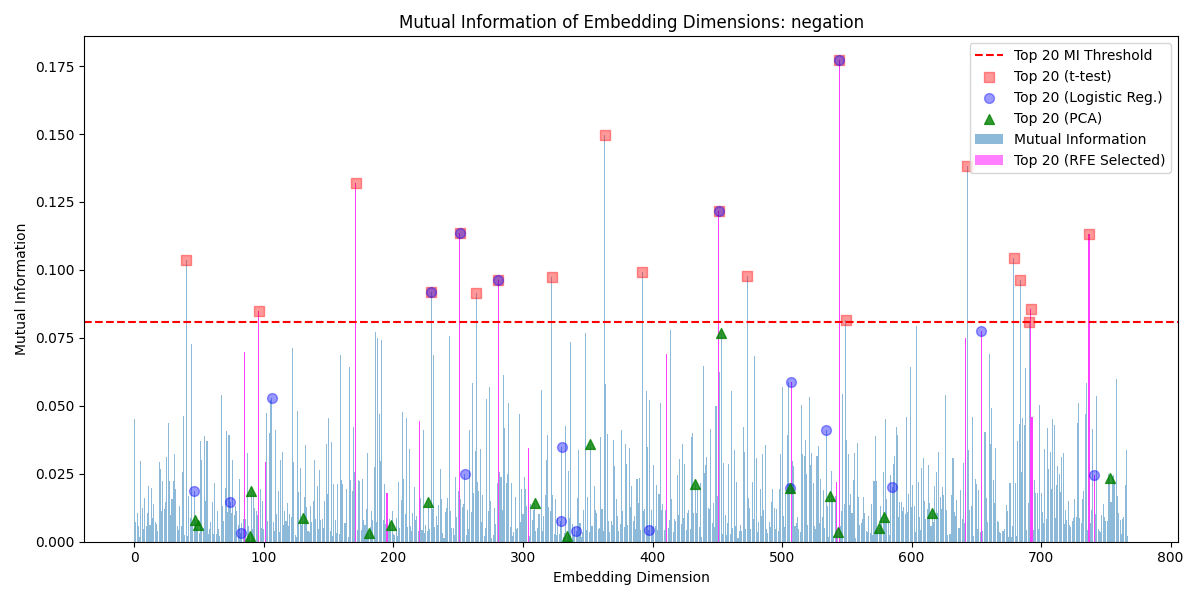 Mutual Information of Embedding Dimensions: negation
Top 20 MI Threshold
Top 20 (t-test)
Top 20 (Logistic Reg.)
Top 20 (PCA)
Mutual Information
Top 20 (RFE Selected)
Mutual Information
0.175
0.150
0.125
0.100
0.075
0.050
0.025
0.000
0 100 200 300 400 500 600 700 800
Embedding Dimension